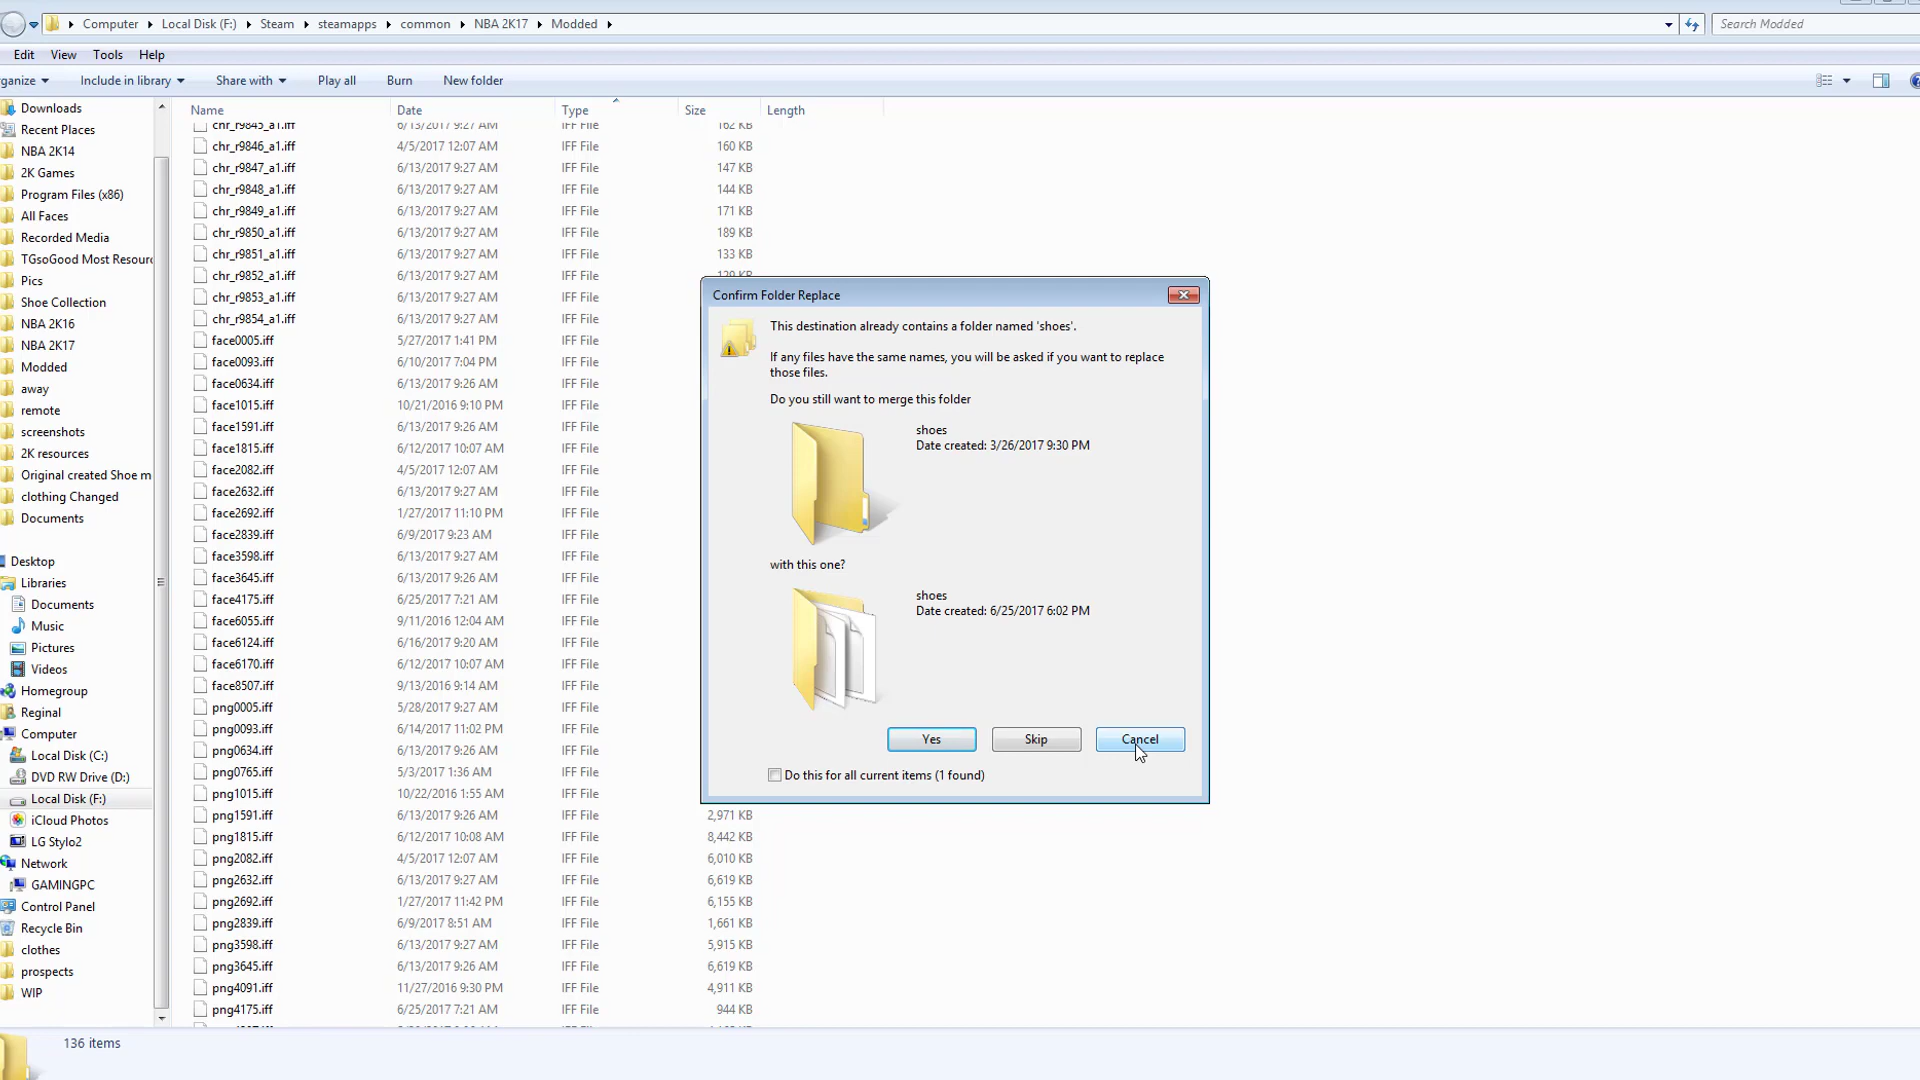 Computer Local Disk (F:) Steam steamapps common NBA 2K17 Modded Search Modded
Edit View Tools Help
rganize Include in library Share with Play all Burn New folder
Name Date Type Size Length
Downloads
Recent Places
NBA 2K14
2K Games
Program Files (x86)
All Faces
Recorded Media
TGsoGood Most Resourc
Pics
Shoe Collection
NBA 2K16
NBA 2K17
Modded
away
remote
screenshots
2K resources
Original created Shoe m
clothing Changed
Documents
Desktop
Libraries
Documents
Music
Pictures
Videos
Homegroup
Reginal
Computer
Local Disk (C:)
DVD RW Drive (D:)
Local Disk (F:)
iCloud Photos
LG Stylo2
Network
GAMINGPC
Control Panel
Recycle Bin
clothes
prospects
WIP
chr_r9845_a1.iff 6/13/2017 9:27 AM IFF File 162 KB
chr_r9846_a1.iff 4/5/2017 12:07 AM IFF File 160 KB
chr_r9847_a1.iff 6/13/2017 9:27 AM IFF File 147 KB
chr_r9848_a1.iff 6/13/2017 9:27 AM IFF File 144 KB
chr_r9849_a1.iff 6/13/2017 9:27 AM IFF File 171 KB
chr_r9850_a1.iff 6/13/2017 9:27 AM IFF File 189 KB
chr_r9851_a1.iff 6/13/2017 9:27 AM IFF File 133 KB
chr_r9852_a1.iff 6/13/2017 9:27 AM IFF File 129 KB
chr_r9853_a1.iff 6/13/2017 9:27 AM IFF File
chr_r9854_a1.iff 6/13/2017 9:27 AM IFF File
face0005.iff 5/27/2017 1:41 PM IFF File
face0093.iff 6/10/2017 7:04 PM IFF File
face0634.iff 6/13/2017 9:26 AM IFF File
face1015.iff 10/21/2016 9:10 PM IFF File
face1591.iff 6/13/2017 9:26 AM IFF File
face1815.iff 6/12/2017 10:07 AM IFF File
face2082.iff 4/5/2017 12:07 AM IFF File
face2632.iff 6/13/2017 9:27 AM IFF File
face2692.iff 1/27/2017 11:10 PM IFF File
face2839.iff 6/9/2017 9:23 AM IFF File
face3598.iff 6/13/2017 9:27 AM IFF File
face3645.iff 6/13/2017 9:26 AM IFF File
face4175.iff 6/25/2017 7:21 AM IFF File
face6055.iff 9/11/2016 12:04 AM IFF File
face6124.iff 6/16/2017 9:20 AM IFF File
face6170.iff 6/12/2017 10:07 AM IFF File
face8507.iff 9/13/2016 9:14 AM IFF File
png0005.iff 5/28/2017 9:27 AM IFF File
png0093.iff 6/14/2017 11:02 PM IFF File
png0634.iff 6/13/2017 9:26 AM IFF File
png0765.iff 5/3/2017 1:36 AM IFF File
png1015.iff 10/22/2016 1:55 AM IFF File
png1591.iff 6/13/2017 9:26 AM IFF File 2,971 KB
png1815.iff 6/12/2017 10:08 AM IFF File 8,442 KB
png2082.iff 4/5/2017 12:07 AM IFF File 6,010 KB
png2632.iff 6/13/2017 9:27 AM IFF File 6,619 KB
png2692.iff 1/27/2017 11:42 PM IFF File 6,155 KB
png2839.iff 6/9/2017 8:51 AM IFF File 1,661 KB
png3598.iff 6/13/2017 9:27 AM IFF File 5,915 KB
png3645.iff 6/13/2017 9:26 AM IFF File 6,619 KB
png4091.iff 11/27/2016 9:30 PM IFF File 4,911 KB
png4175.iff 6/25/2017 7:21 AM IFF File 944 KB
Confirm Folder Replace
This destination already contains a folder named 'shoes'.
If any files have the same names, you will be asked if you want to replace
those files.
Do you still want to merge this folder
shoes
Date created: 3/26/2017 9:30 PM
with this one?
shoes
Date created: 6/25/2017 6:02 PM
Yes Skip Cancel
Do this for all current items (1 found)
136 items